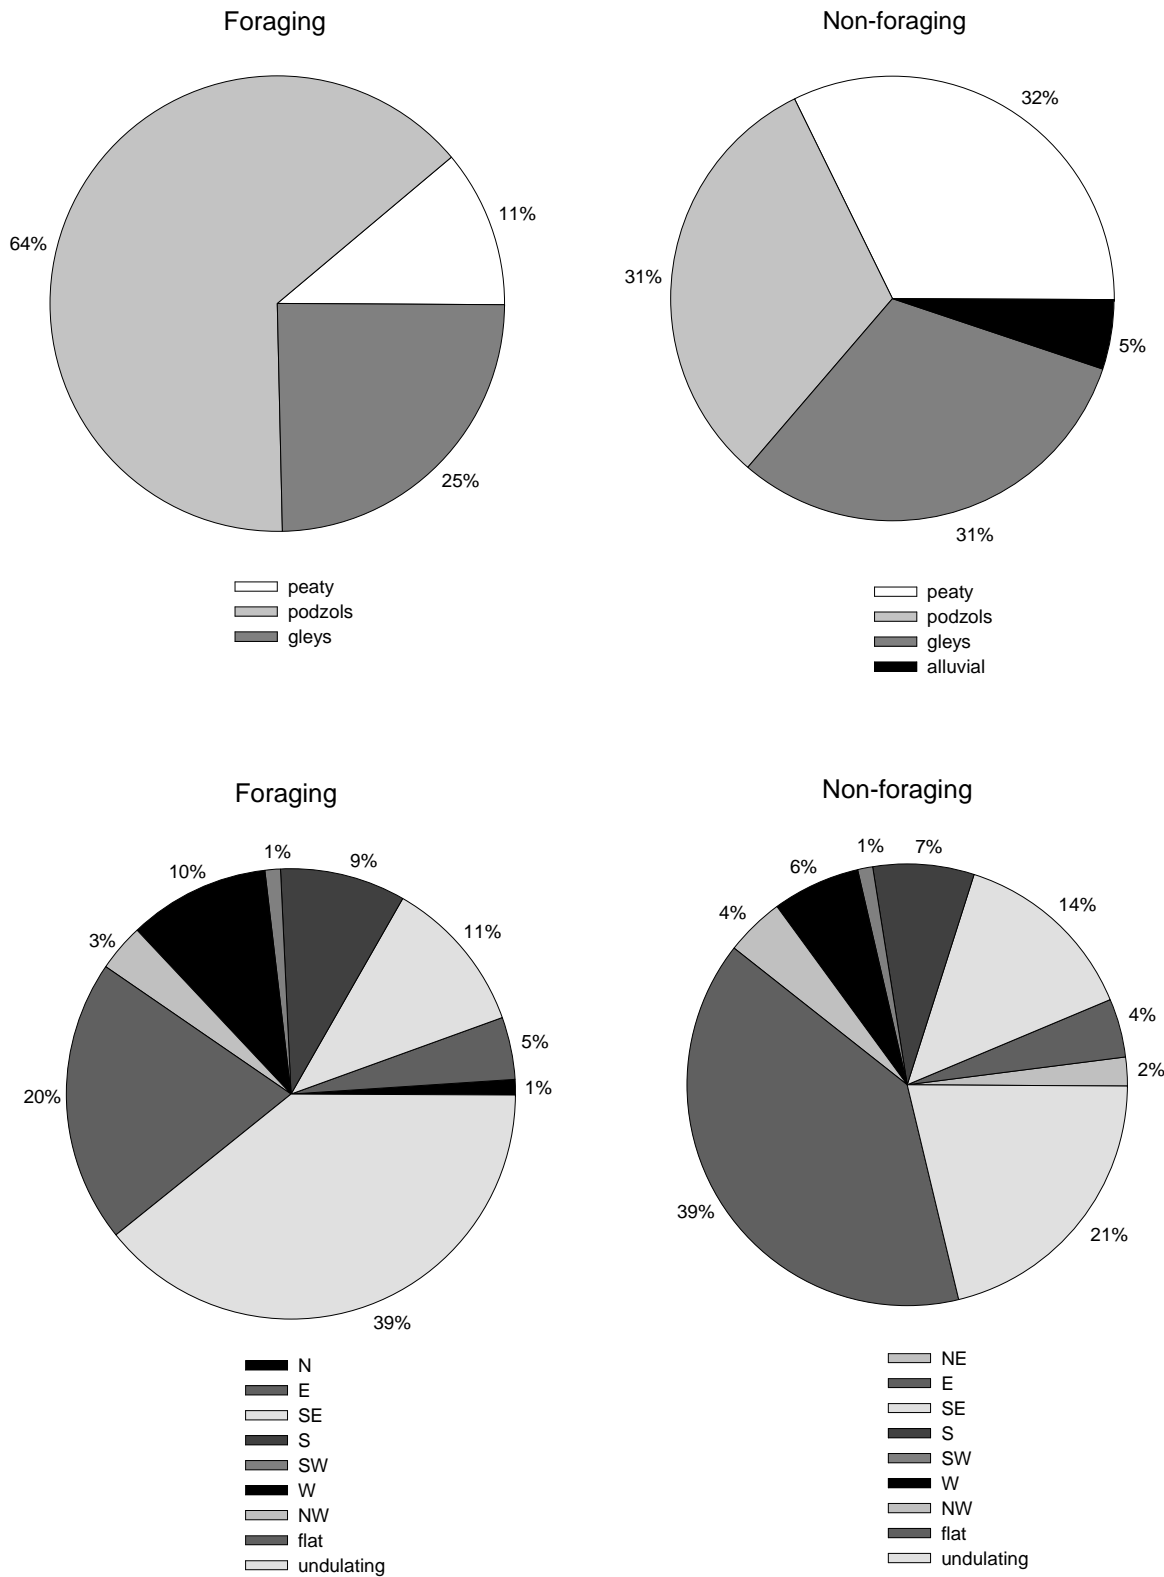 Foraging
64%
11%
25%
peaty
podzols
gleys
Non-foraging
32%
31%
5%
31%
peaty
podzols
gleys
alluvial
Foraging
1%
9%
10%
11%
3%
5%
1%
20%
39%
N
E
SE
S
SW
W
NW
flat
undulating
Non-foraging
1%
7%
6%
14%
4%
4%
2%
39%
21%
NE
E
SE
S
SW
W
NW
flat
undulating